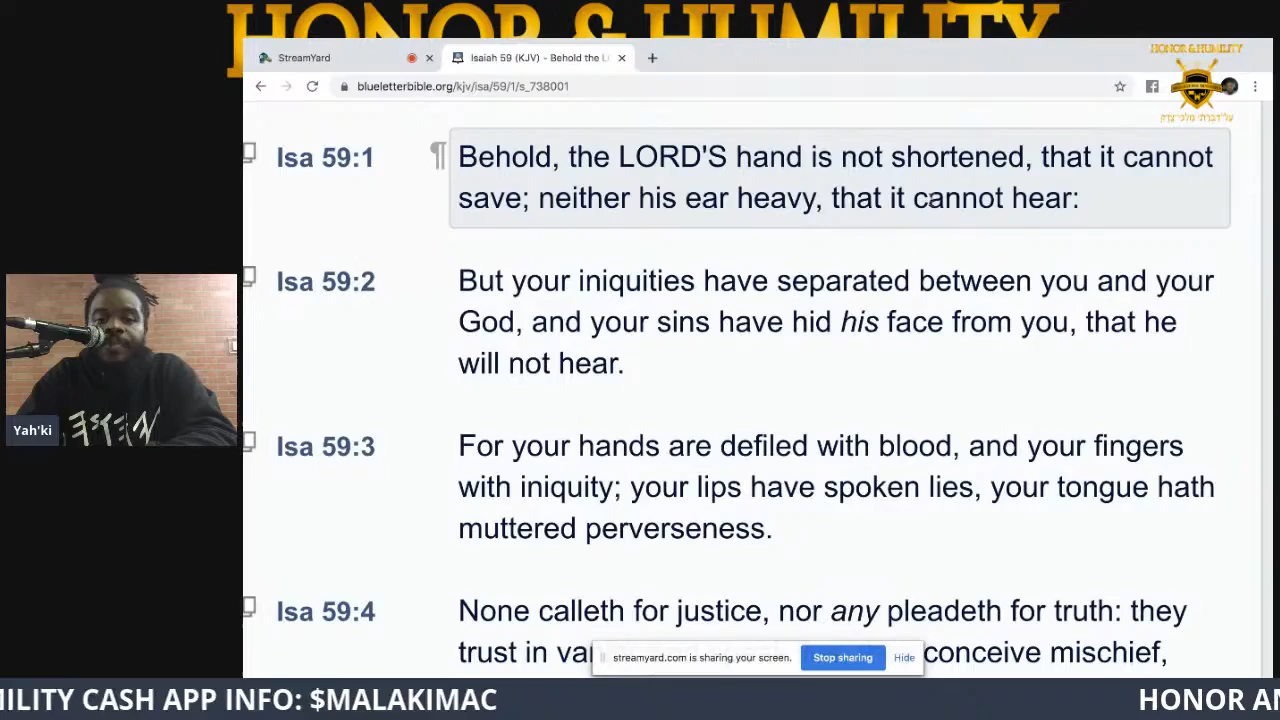 HONOR & HUMILITY
StreamYard
Isaiah 59 (KJV) - Behold the L
blueletterbible.org/kjv/isa/59/1/s_738001
HONOR & HUMILITY
על־דברתי מלכי־צדק
Isa 59:1
¶ Behold, the LORD'S hand is not shortened, that it cannot
save; neither his ear heavy, that it cannot hear:
Isa 59:2
But your iniquities have separated between you and your
God, and your sins have hid his face from you, that he
will not hear.
Yah'ki
Isa 59:3
For your hands are defiled with blood, and your fingers
with iniquity; your lips have spoken lies, your tongue hath
muttered perverseness.
Isa 59:4
None calleth for justice, nor any pleadeth for truth: they
trust in van
conceive mischief,
streamyard.com is sharing your screen.
Stop sharing
Hide
MILITY CASH APP INFO: $MALAKIMAC
HONOR AN